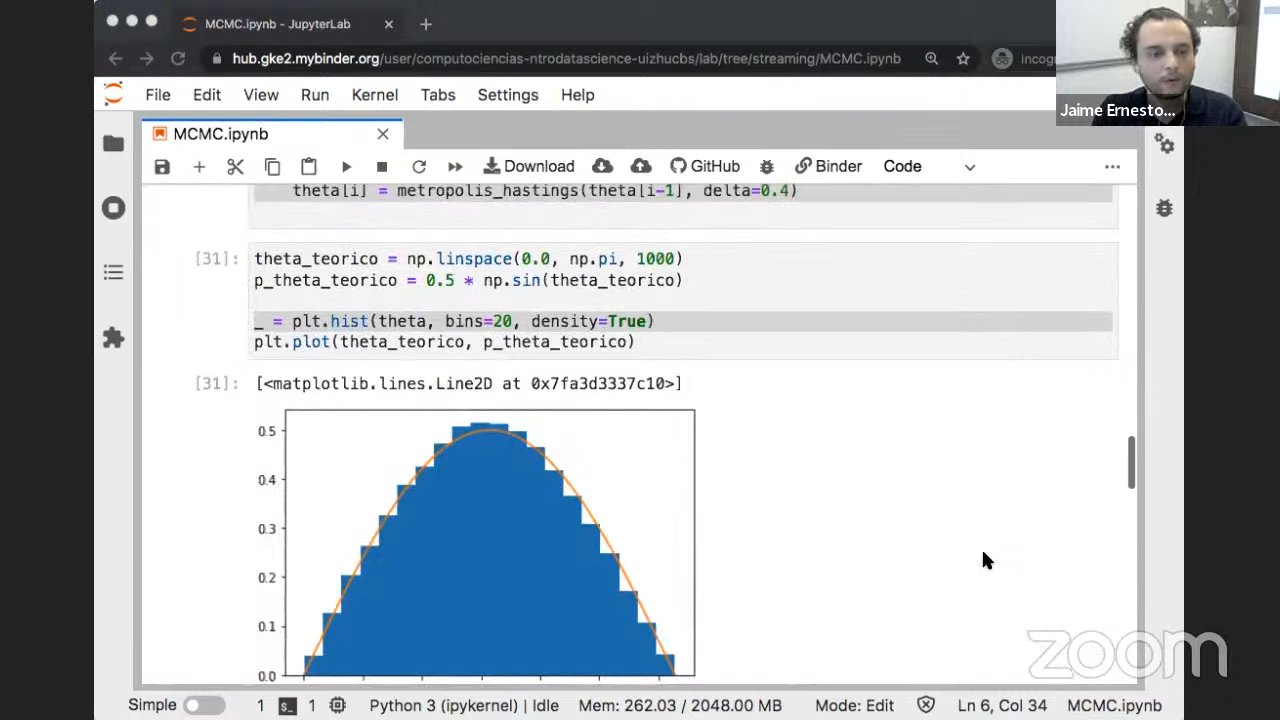 MCMC.ipynb - JupyterLab
hub.gke2.mybinder.org/user/computociencias-ntrodatascience-uizhucbs/lab/tree/streaming/MCMC.ipynb
Jaime Ernesto...
File Edit View Run Kernel Tabs Settings Help
MCMC.ipynb
Download GitHub Binder Code
theta[i] = metropolis_hastings(theta[i-1], delta=0.4)
[31]: theta_teorico = np.linspace(0.0, np.pi, 1000)
p_theta_teorico = 0.5 * np.sin(theta_teorico)
_ = plt.hist(theta, bins=20, density=True)
plt.plot(theta_teorico, p_theta_teorico)
[31]: [<matplotlib.lines.Line2D at 0x7fa3d3337c10>]
0.5
0.4
0.3
0.2
0.1
0.0
zoom
Simple 1 $_ 1 Python 3 (ipykernel) | Idle Mem: 262.03 / 2048.00 MB Mode: Edit Ln 6, Col 34 MCMC.ipynb